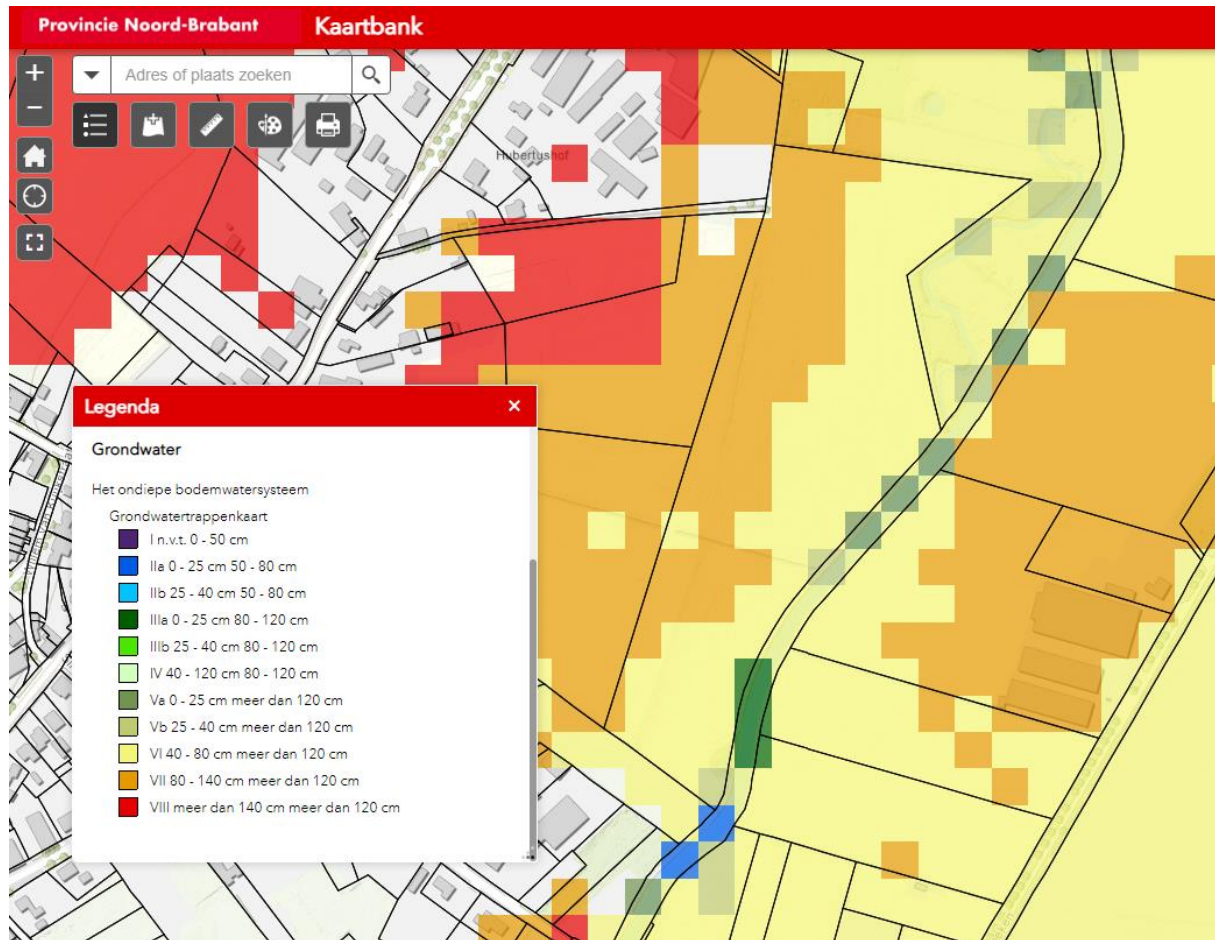 Provincie Noord-Brabant
Kaartbank
Adres of plaats zoeken
Hubertushof
Legenda
Grondwater
Het ondiepe bodemwatersysteem
Grondwatertrappenkaart
I n.v.t. 0 - 50 cm
IIa 0 - 25 cm 50 - 80 cm
IIb 25 - 40 cm 50 - 80 cm
IIIa 0 - 25 cm 80 - 120 cm
IIIb 25 - 40 cm 80 - 120 cm
IV 40 - 120 cm 80 - 120 cm
Va 0 - 25 cm meer dan 120 cm
Vb 25 - 40 cm meer dan 120 cm
VI 40 - 80 cm meer dan 120 cm
VII 80 - 140 cm meer dan 120 cm
VIII meer dan 140 cm meer dan 120 cm